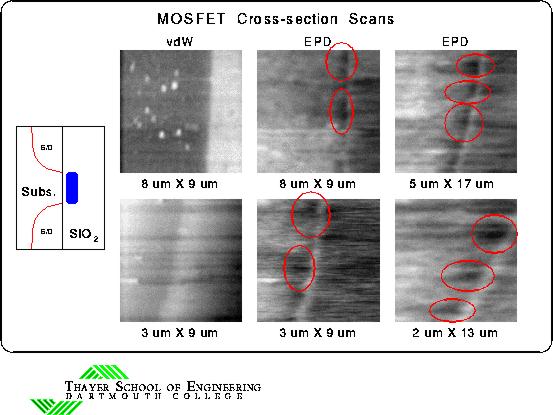 MOSFET Cross-section Scans
vdW EPD EPD
8 um X 9 um 8 um X 9 um 5 um X 17 um
Subs.
SIO2
3 um X 9 um 3 um X 9 um 2 um X 13 um
THAYER SCHOOL OF ENGINEERING
DARTMOUTH COLLEGE